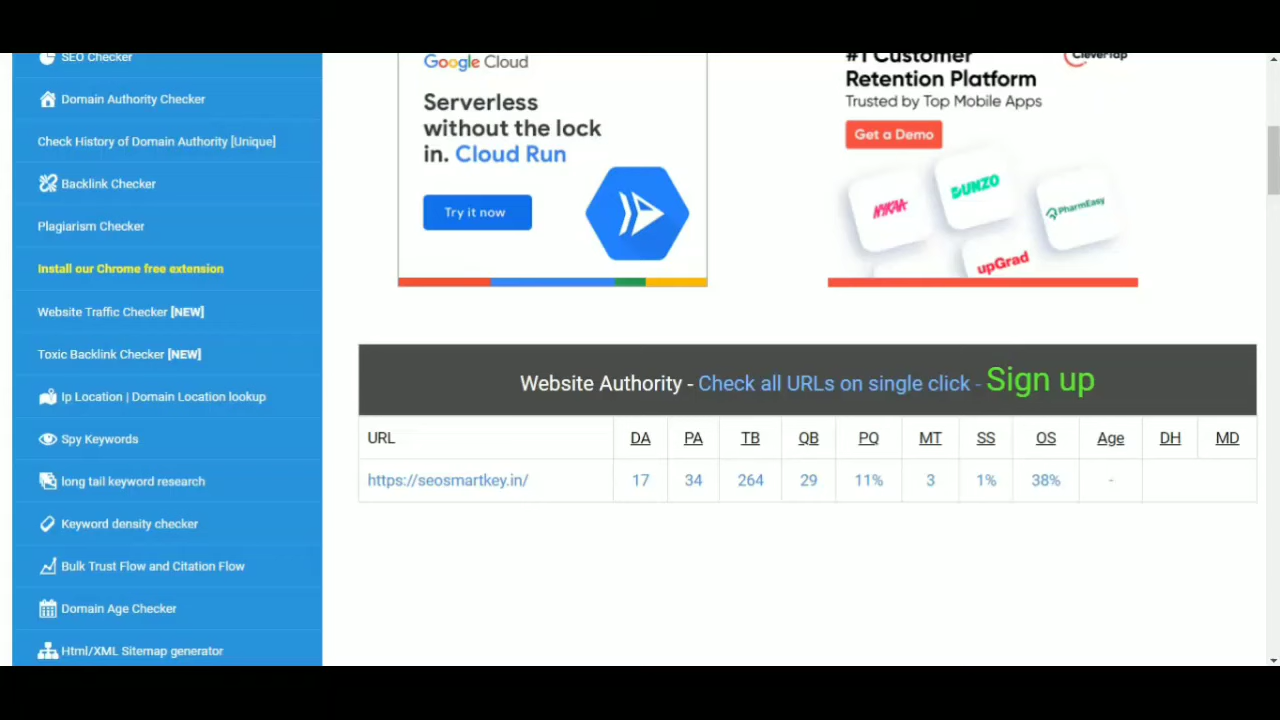 SEO Checker
Domain Authority Checker
Check History of Domain Authority [Unique]
Backlink Checker
Plagiarism Checker
Install our Chrome free extension
Website Traffic Checker [NEW]
Toxic Backlink Checker [NEW]
Ip Location | Domain Location lookup
Spy Keywords
long tail keyword research
Keyword density checker
Bulk Trust Flow and Citation Flow
Domain Age Checker
Html/XML Sitemap generator
Google Cloud
Serverless
without the lock
in. Cloud Run
Try it now
#1 Customer
Retention Platform
Trusted by Top Mobile Apps
Get a Demo
CleverTap
NYKAA
DUNZO
PharmEasy
upGrad
Website Authority - Check all URLs on single click - Sign up
URL DA PA TB QB PQ MT SS OS Age DH MD
https://seosmartkey.in/ 17 34 264 29 11% 3 1% 38% -